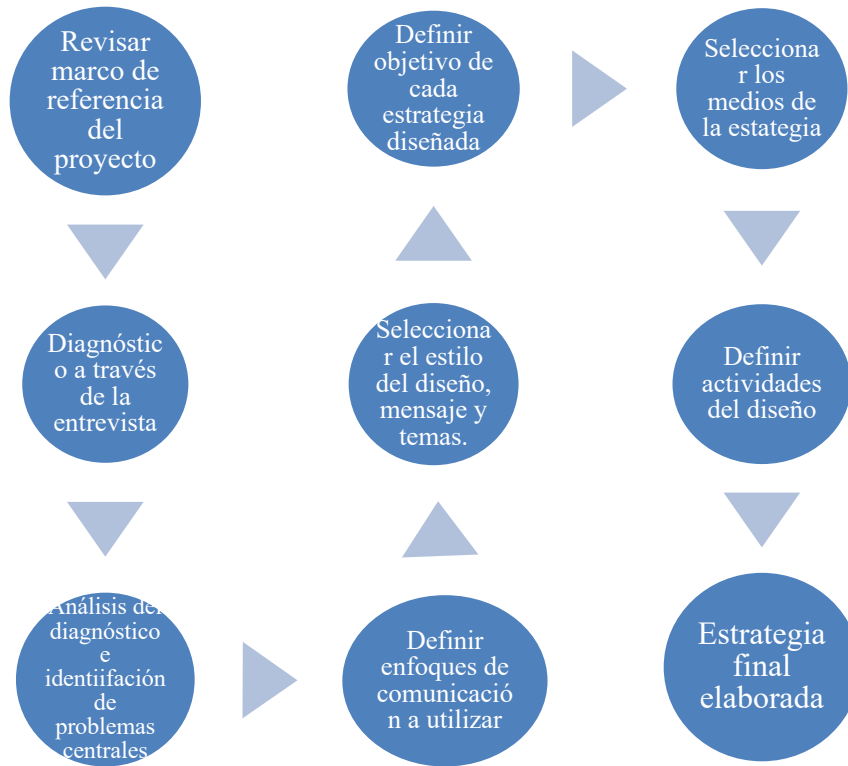 Revisar
marco de
referencia
del
proyecto
Diagnóstic
o a través
de la
entrevista
Análisis del
diagnóstico
e
identiifación
de
problemas
centrales
Definir
enfoques de
comunicació
n a utilizar
Selecciona
r el estilo
del diseño,
mensaje y
temas.
Definir
objetivo de
cada
estrategia
diseñada
Selecciona
r los
medios de
la estategia
Definir
actividades
del diseño
Estrategia
final
elaborada